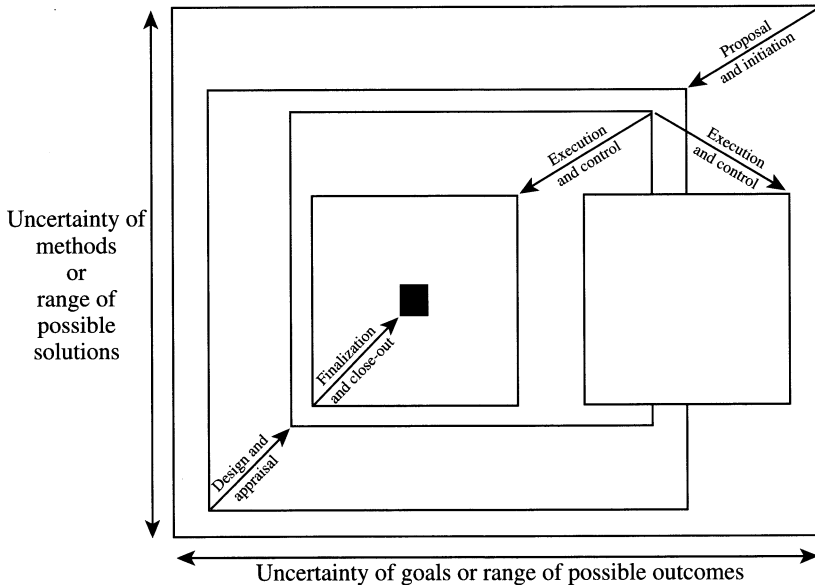 Proposal
and initiation
Execution
and control
Execution
and control
Uncertainty of
methods
or
range of
possible
solutions
Finalization
and close-out
Design and
appraisal
Uncertainty of goals or range of possible outcomes